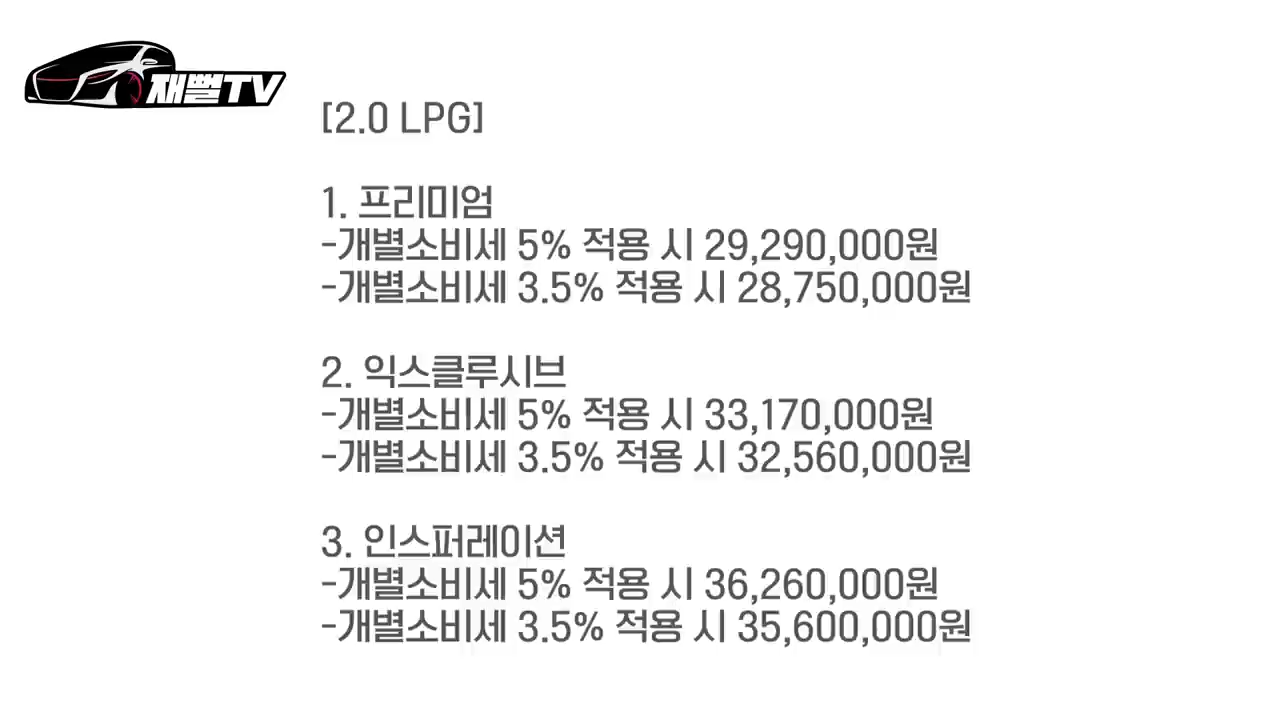 재뻘TV
[2.0 LPG]
1. 프리미엄
-개별소비세 5% 적용 시 29,290,000원
-개별소비세 3.5% 적용 시 28,750,000원
2. 익스클루시브
-개별소비세 5% 적용 시 33,170,000원
-개별소비세 3.5% 적용 시 32,560,000원
3. 인스퍼레이션
-개별소비세 5% 적용 시 36,260,000원
-개별소비세 3.5% 적용 시 35,600,000원